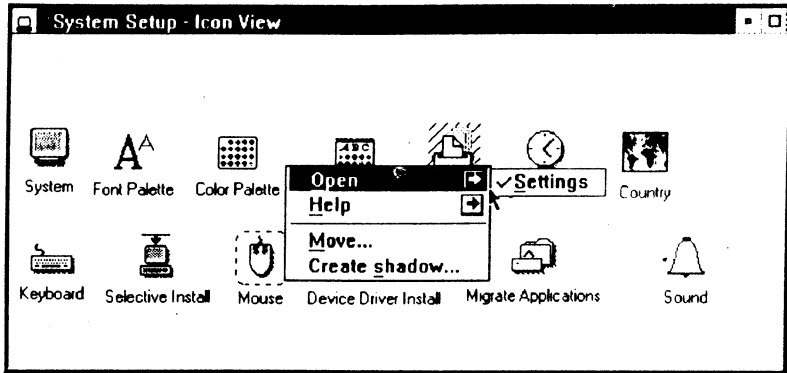 System Setup - Icon View
ABC
System
Font Palette
Color Palette
Open
✓Settings
Country
Help
Move...
Create shadow...
Keyboard
Selective Install
Mouse
Device Driver Install
Migrate Applications
Sound